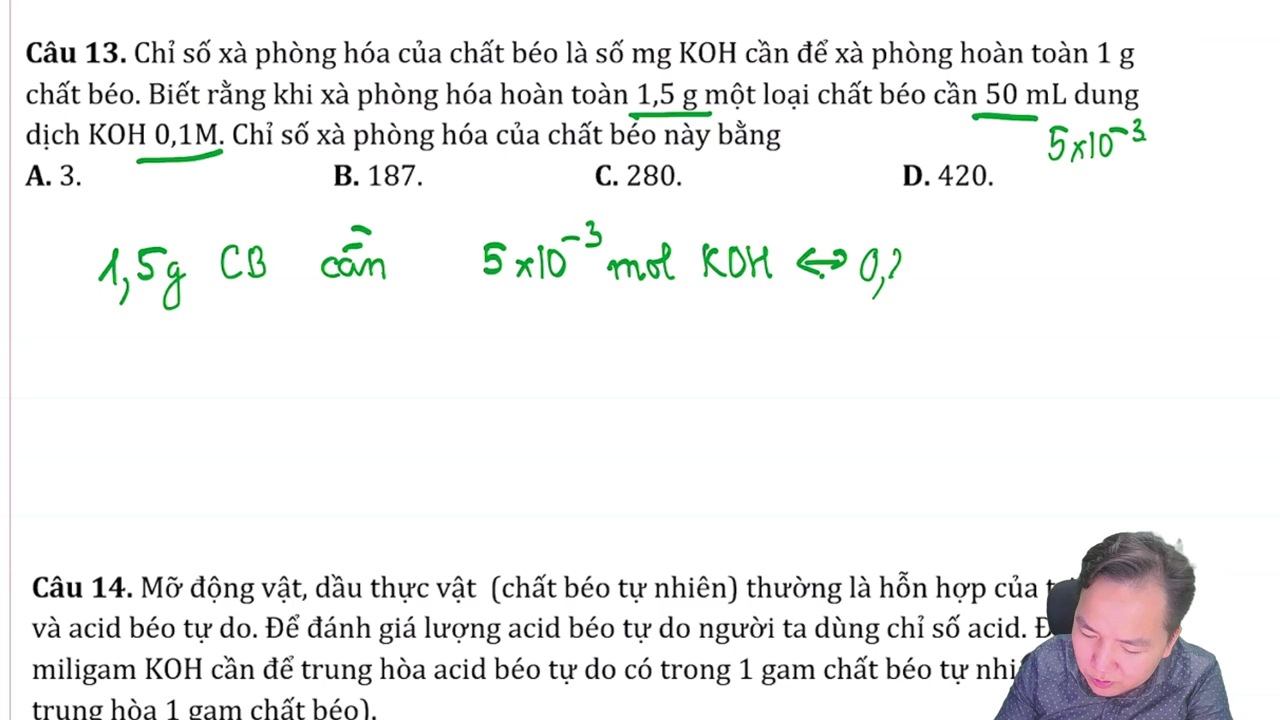 Câu 13. Chỉ số xà phòng hóa của chất béo là số mg KOH cần để xà phòng hoàn toàn 1 g
chất béo. Biết rằng khi xà phòng hóa hoàn toàn 1,5 g một loại chất béo cần 50 mL dung
dịch KOH 0,1M. Chỉ số xà phòng hóa của chất béo này bằng
5x10⁻³
A. 3. B. 187. C. 280. D. 420.
1,5g CB cần 5x10⁻³ mol KOH <-> 0,
Câu 14. Mỡ động vật, dầu thực vật (chất béo tự nhiên) thường là hỗn hợp của
và acid béo tự do. Để đánh giá lượng acid béo tự do người ta dùng chỉ số acid.
miligam KOH cần để trung hòa acid béo tự do có trong 1 gam chất béo tự
trung hòa 1 gam chất béo).